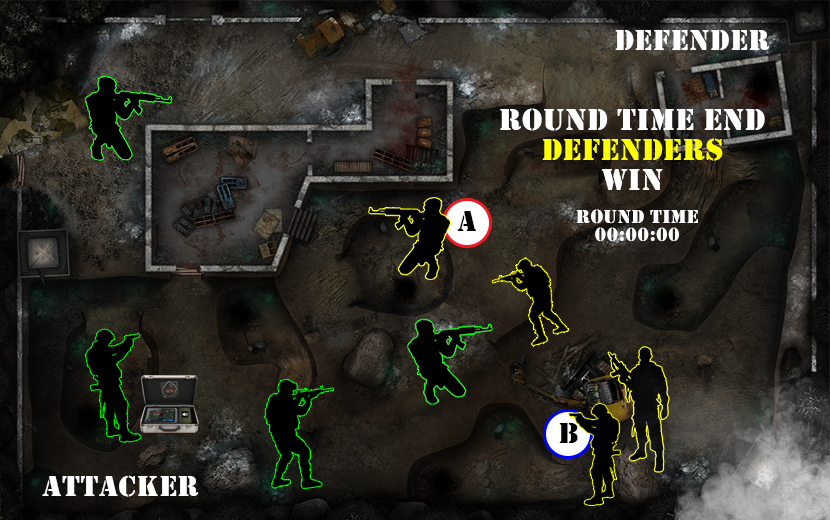 DEFENDER
ROUND TIME END
DEFENDERS
WIN
ROUND TIME
00:00:00
A
B
ATTACKER